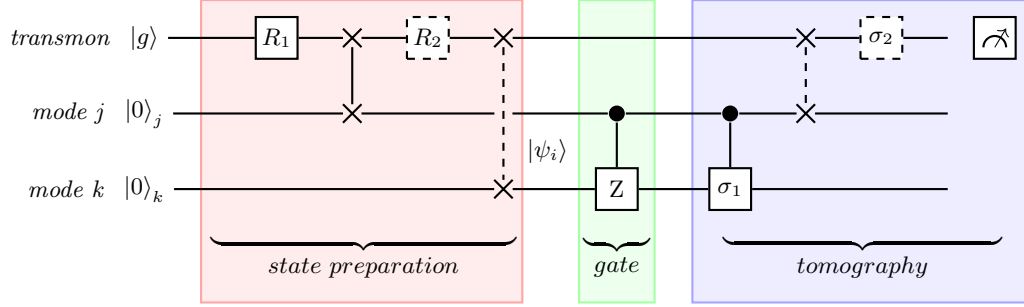 transmon |g⟩ R₁ R₂ σ₂
mode j |0⟩ⱼ
|ψᵢ⟩
mode k |0⟩ₖ Z σ₁
state preparation gate tomography